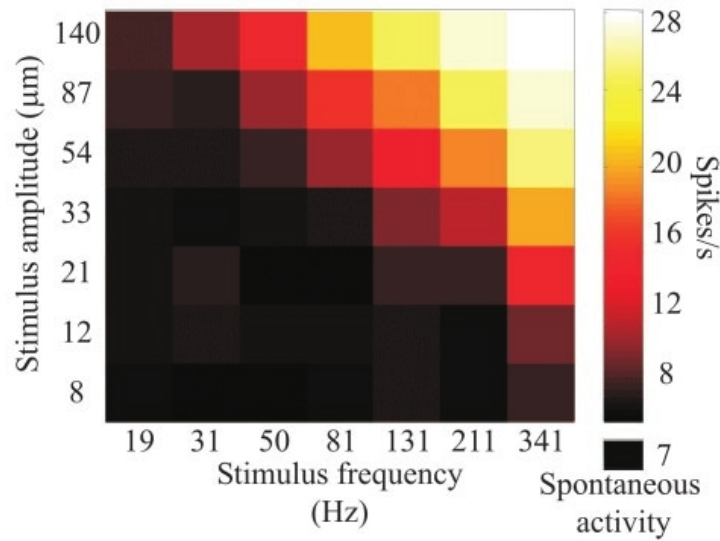 Stimulus amplitude (μm)
140
87
54
33
21
12
8
19 31 50 81 131 211 341
Stimulus frequency
(Hz)
28
24
20
16
12
8
Spikes/s
7
Spontaneous
activity